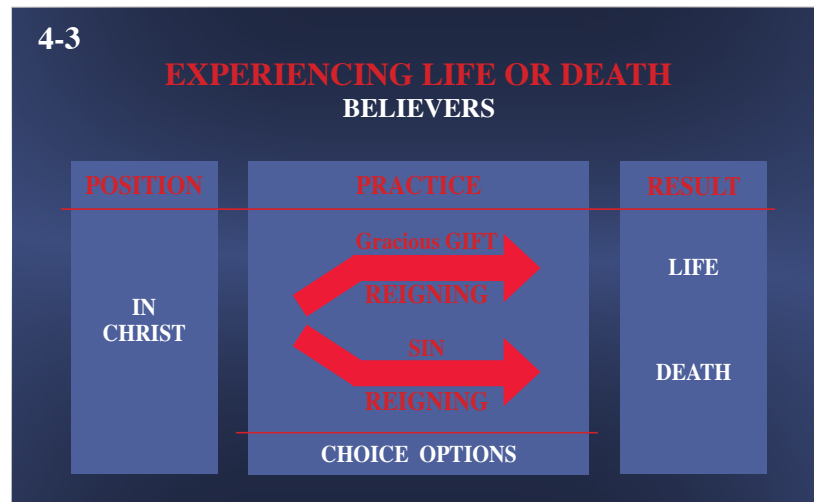 4-3
EXPERIENCING LIFE OR DEATH
BELIEVERS
POSITION
IN
CHRIST
PRACTICE
Gracious GIFT
REIGNING
SIN
REIGNING
CHOICE OPTIONS
RESULT
LIFE
DEATH